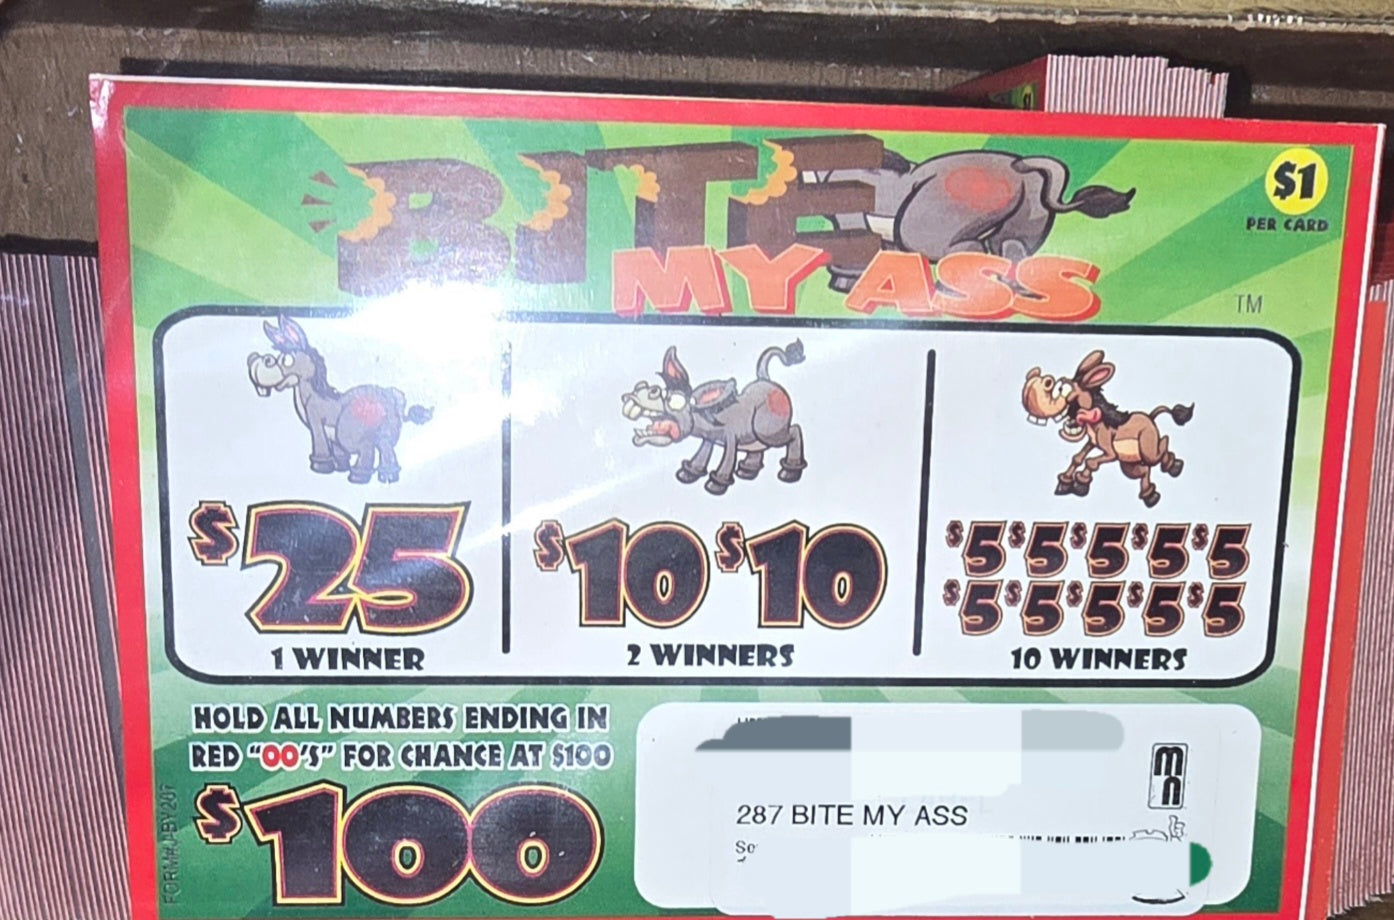 BITE
$1
PER CARD
MY ASS
TM
$25
1 WINNER
$10 $10
2 WINNERS
$5 $5 $5 $5 $5
$5 $5 $5 $5 $5
10 WINNERS
HOLD ALL NUMBERS ENDING IN
RED "00'S" FOR CHANCE AT $100
$100
mn
287 BITE MY ASS